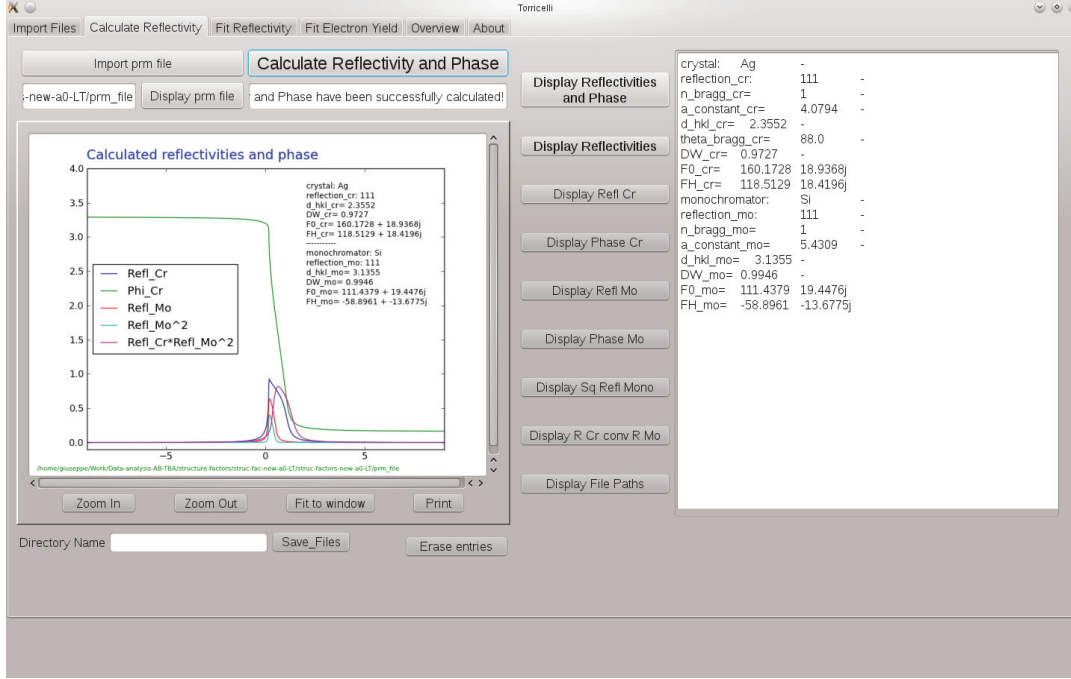 Torricelli
Import Files Calculate Reflectivity Fit Reflectivity Fit Electron Yield Overview About
Import prm file Calculate Reflectivity and Phase
-new-a0-LT/prm_file Display prm file and Phase have been successfully calculated!
Calculated reflectivities and phase
4.0
3.0
2.5
2.0
1.5
1.0
0.5
0.0
−5 0 5
crystal: Ag
reflection_cr: 111
d_hkl_cr= 2.3552
DW_cr= 0.9727
F0_cr= 160.1728 + 18.9368j
FH_cr= 118.5129 + 18.4196j
-----------
monochromator: Si
reflection_mo: 111
d_hkl_mo= 3.1355
DW_mo= 0.9946
F0_mo= 111.4379 + 19.4476j
FH_mo= -58.8961 + -13.6775j
Refl_Cr
Phi_Cr
Refl_Mo
Refl_Mo^2
Refl_Cr*Refl_Mo^2
/home/giuseppe/Work/Data-analysis-AB-TBA/structure-factors/struc-fac-new-a0-LT/struc-factors-new-a0-LT/prm_file
Zoom In Zoom Out Fit to window Print
Directory Name Save_Files Erase entries
Display Reflectivities
and Phase
Display Reflectivities
Display Refl Cr
Display Phase Cr
Display Refl Mo
Display Phase Mo
Display Sq Refl Mono
Display R Cr conv R Mo
Display File Paths
crystal: Ag -
reflection_cr: 111 -
n_bragg_cr= 1 -
a_constant_cr= 4.0794 -
d_hkl_cr= 2.3552 -
theta_bragg_cr= 88.0 -
DW_cr= 0.9727 -
F0_cr= 160.1728 18.9368j
FH_cr= 118.5129 18.4196j
monochromator: Si -
reflection_mo: 111 -
n_bragg_mo= 1 -
a_constant_mo= 5.4309 -
d_hkl_mo= 3.1355 -
DW_mo= 0.9946 -
F0_mo= 111.4379 19.4476j
FH_mo= -58.8961 -13.6775j